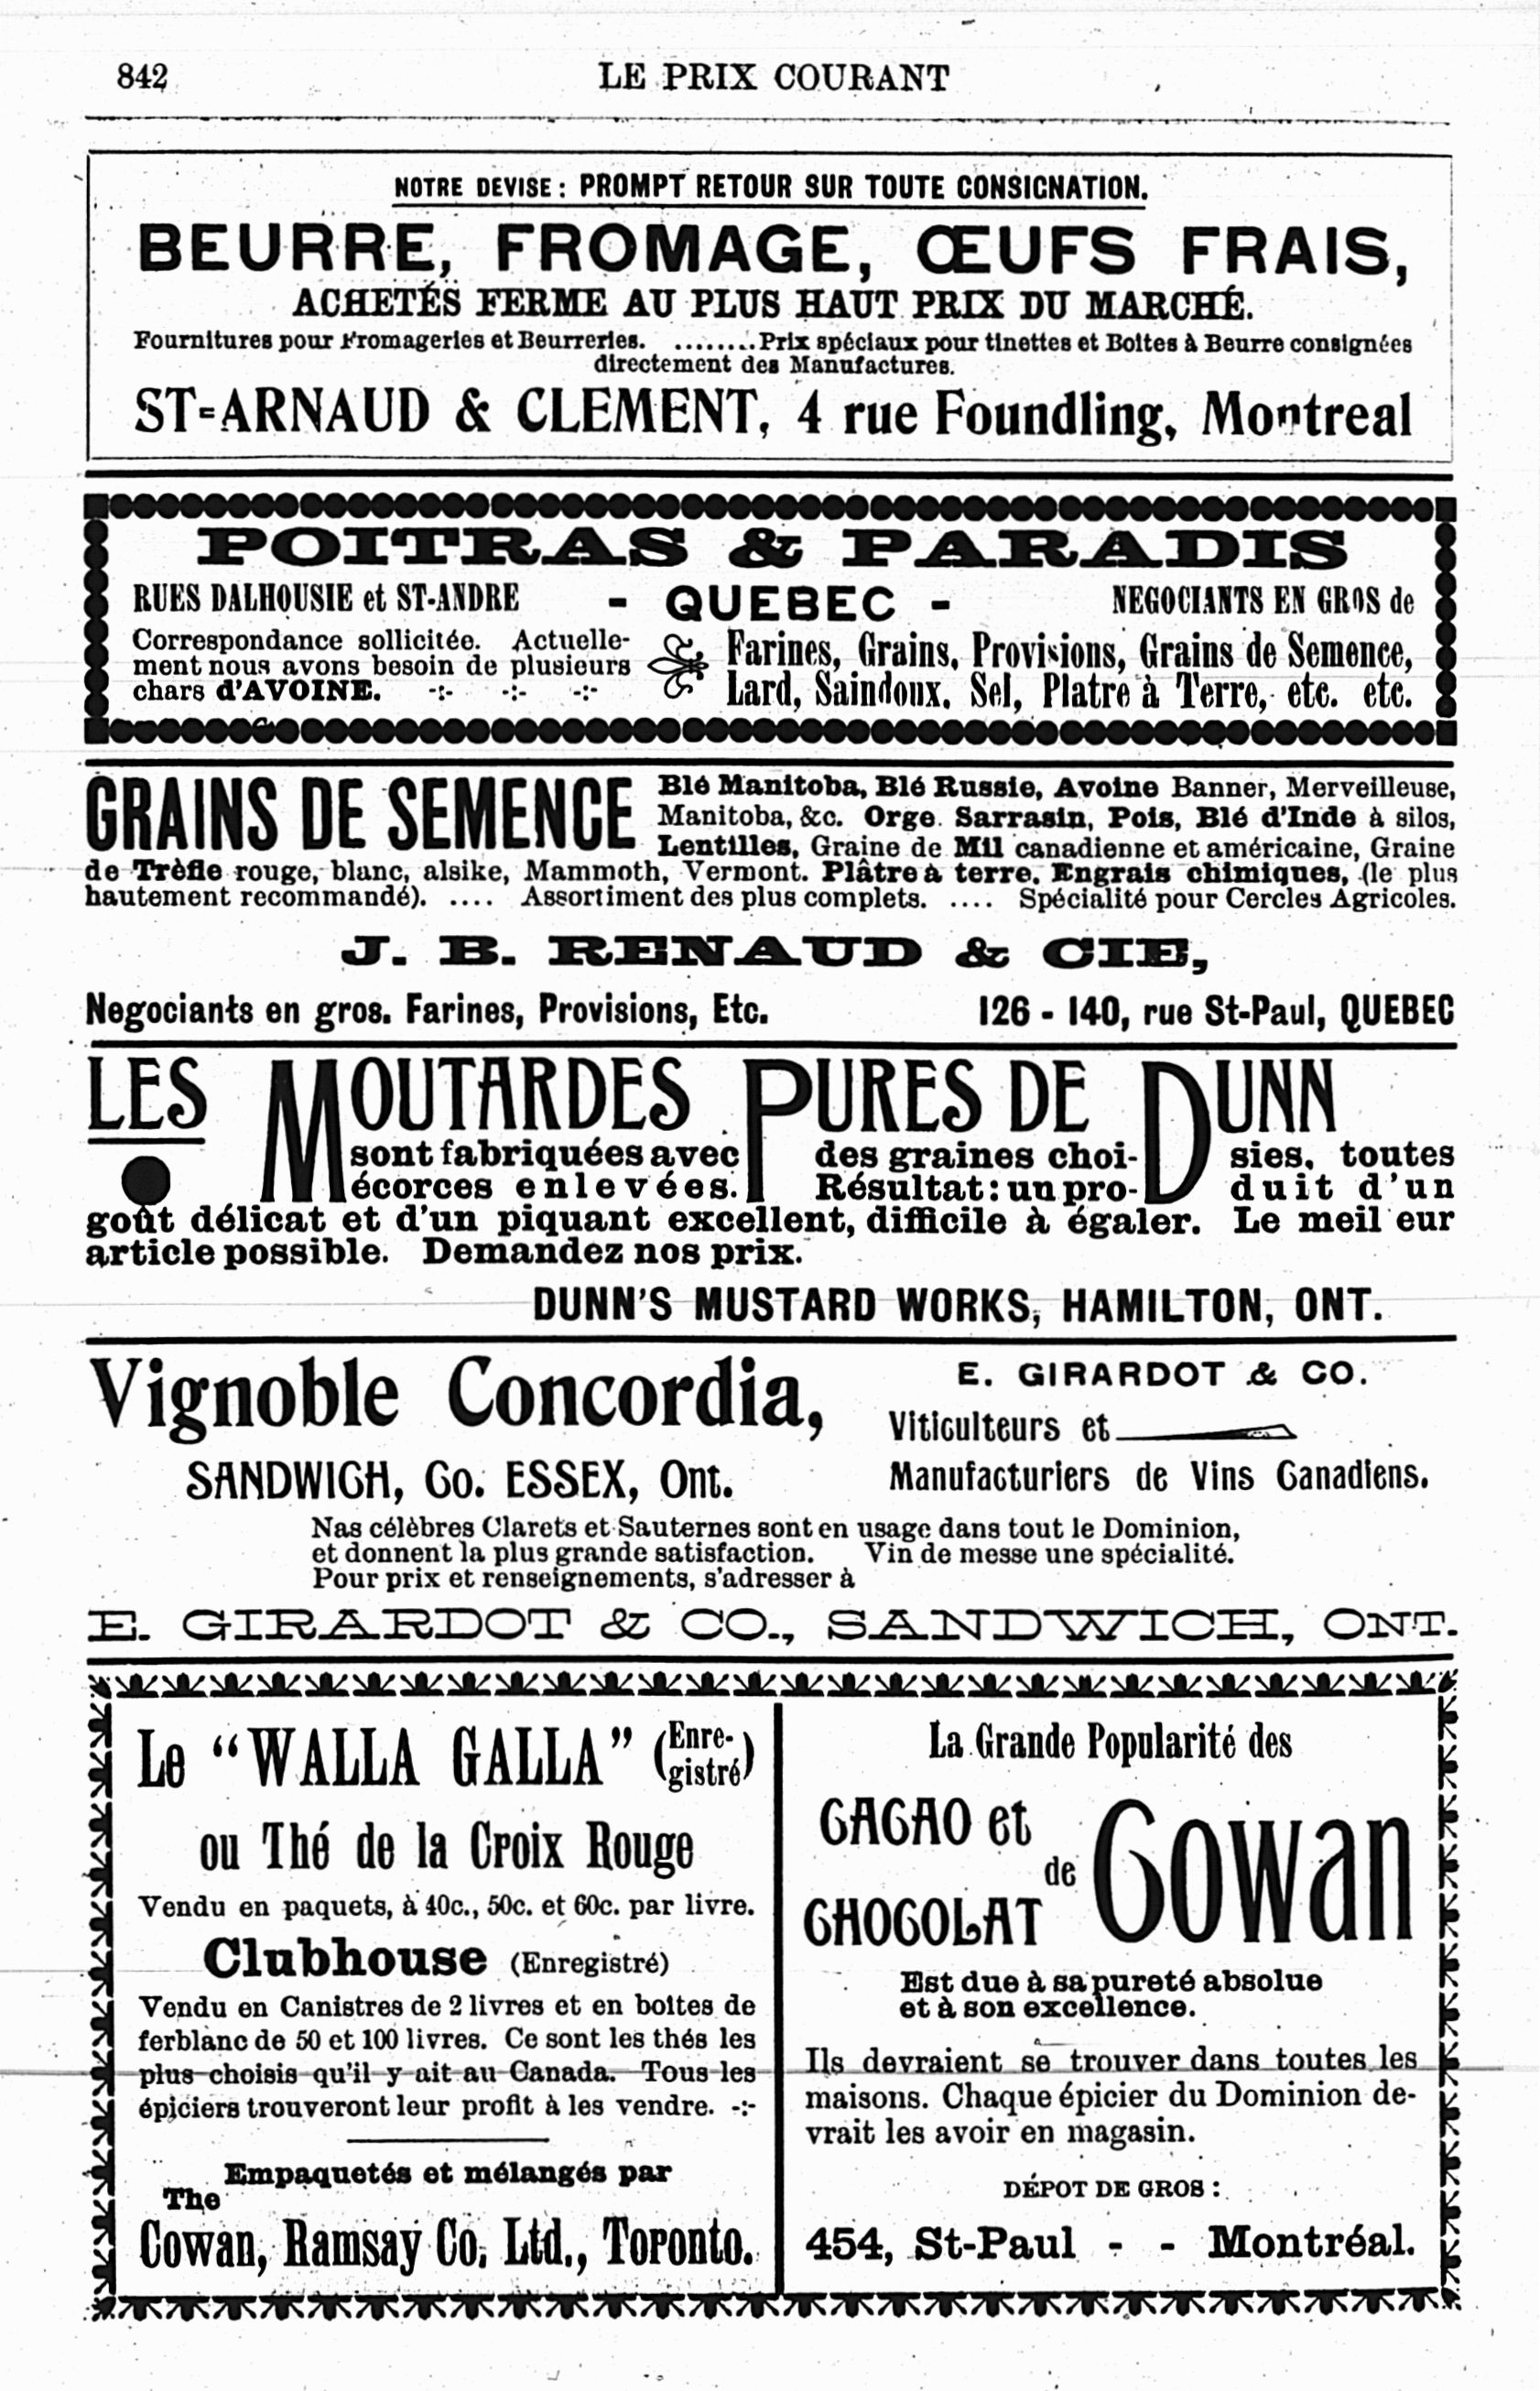 842
LE PRIX COURANT
NOTRE DEVISE: PROMPT RETOUR SUR TOUTE CONSIGNATION.
BEURRE, FROMAGE, ŒUFS FRAIS,
ACHETÉS FERME AU PLUS HAUT PRIX DU MARCHÉ.
Fournitures pour Fromageries et Beurreries. ........Prix spéciaux pour tinettes et Boites à Beurre consignées
directement des Manufactures.
ST-ARNAUD & CLEMENT, 4 rue Foundling, Montreal
POITRAS & PARADIS
RUES DALHOUSIE et ST-ANDRE - QUEBEC - NEGOCIANTS EN GROS de
Correspondance sollicitée. Actuelle-
ment nous avons besoin de plusieurs
chars d'AVOINE. -:- -:- -:-
Farines, Grains, Provisions, Grains de Semence,
Lard, Saindoux, Sel, Platre à Terre, etc. etc.
GRAINS DE SEMENCE
Blé Manitoba, Blé Russie, Avoine Banner, Merveilleuse,
Manitoba, &c. Orge. Sarrasin, Pois, Blé d'Inde à silos,
Lentilles, Graine de Mil canadienne et américaine, Graine
de Trèfle rouge, blanc, alsike, Mammoth, Vermont. Plâtre à terre. Engrais chimiques, (le plus
hautement recommandé). .... Assortiment des plus complets. .... Spécialité pour Cercles Agricoles.
J. B. RENAUD & CIE,
Negociants en gros. Farines, Provisions, Etc. 126 - 140, rue St-Paul, QUEBEC
LES MOUTARDES PURES DE DUNN
sont fabriquées avec des graines choi- sies, toutes
écorces enlevées. Résultat: un pro- duit d'un
goût délicat et d'un piquant excellent, difficile à égaler. Le meil eur
article possible. Demandez nos prix.
DUNN'S MUSTARD WORKS, HAMILTON, ONT.
Vignoble Concordia,
SANDWICH, Co. ESSEX, Ont.
E. GIRARDOT & CO.
Viticulteurs et
Manufacturiers de Vins Canadiens.
Nas célèbres Clarets et Sauternes sont en usage dans tout le Dominion,
et donnent la plus grande satisfaction. Vin de messe une spécialité.
Pour prix et renseignements, s'adresser à
E. GIRARDOT & CO., SANDWICH, ONT.
Le "WALLA GALLA" (Enre-
gistré)
ou Thé de la Croix Rouge
Vendu en paquets, à 40c., 50c. et 60c. par livre.
Clubhouse (Enregistré)
Vendu en Canistres de 2 livres et en boites de
ferblanc de 50 et 100 livres. Ce sont les thés les
plus choisis qu'il y ait au Canada. Tous les
épiciers trouveront leur profit à les vendre. -:-
Empaquetés et mélangés par
The
Cowan, Ramsay Co. Ltd., Toronto.
La Grande Popularité des
CACAO et
de Cowan
CHOCOLAT
Est due à sa pureté absolue
et à son excellence.
Ils devraient se trouver dans toutes les
maisons. Chaque épicier du Dominion de-
vrait les avoir en magasin.
DÉPOT DE GROS :
454, St-Paul - - Montréal.